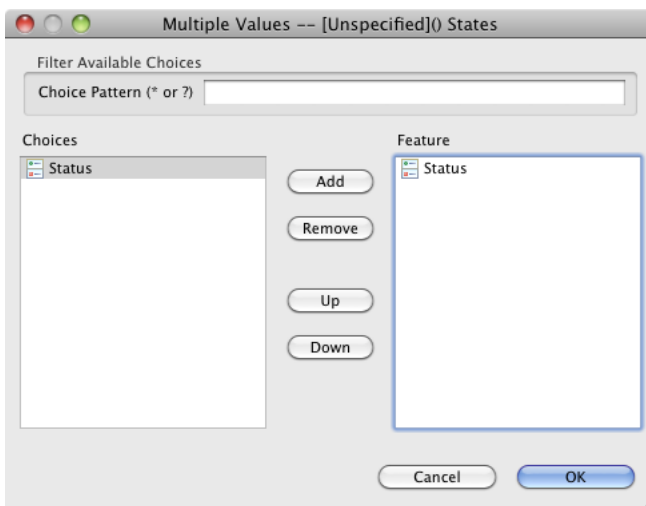 Multiple Values -- [Unspecified]() States
Filter Available Choices
Choice Pattern (* or ?)
Choices
Feature
Status
Status
Add
Remove
Up
Down
Cancel
OK